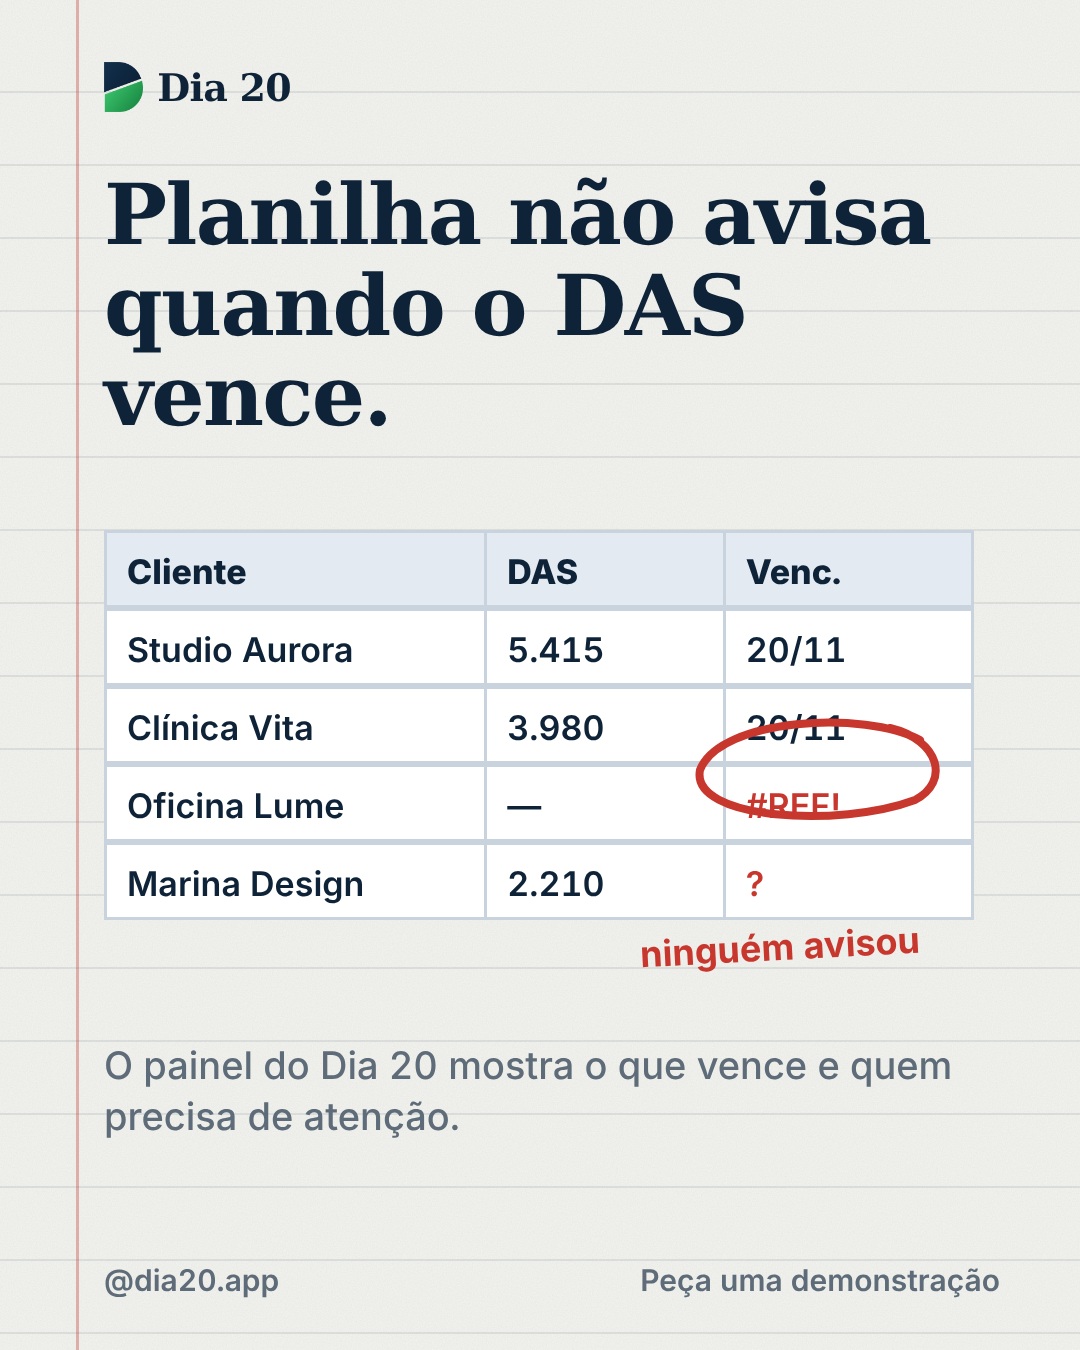 Dia 20
Planilha não avisa
quando o DAS
vence.
Cliente DAS Venc.
Studio Aurora 5.415 20/11
Clínica Vita 3.980 20/11
Oficina Lume — #REF!
Marina Design 2.210 ?
ninguém avisou
O painel do Dia 20 mostra o que vence e quem
precisa de atenção.
@dia20.app Peça uma demonstração